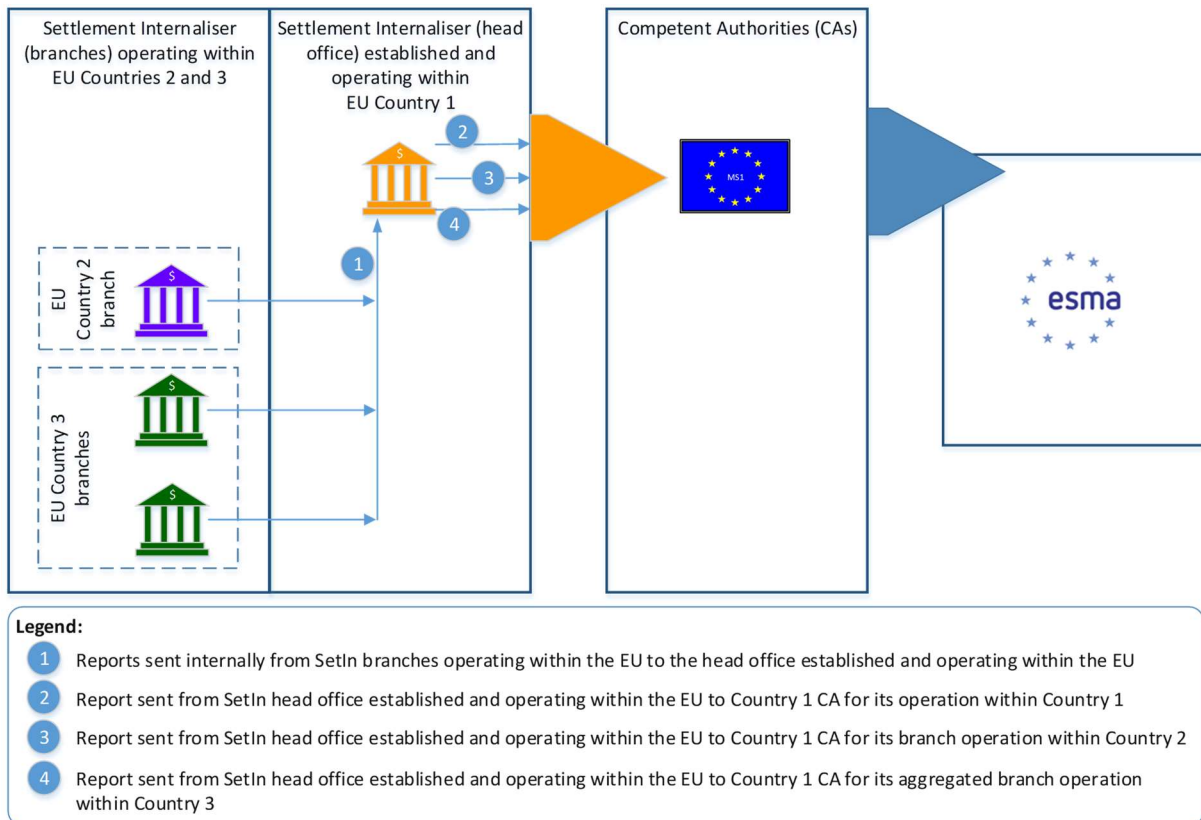 Settlement Internaliser
(branches) operating within
EU Countries 2 and 3
Settlement Internaliser (head
office) established and
operating within
EU Country 1
Competent Authorities (CAs)
$
2
3
4
MS1
1
EU
Country 2
branch
$
esma
EU Country 3
branches
$
$
Legend:
1 Reports sent internally from SetIn branches operating within the EU to the head office established and operating within the EU
2 Report sent from SetIn head office established and operating within the EU to Country 1 CA for its operation within Country 1
3 Report sent from SetIn head office established and operating within the EU to Country 1 CA for its branch operation within Country 2
4 Report sent from SetIn head office established and operating within the EU to Country 1 CA for its aggregated branch operation
within Country 3